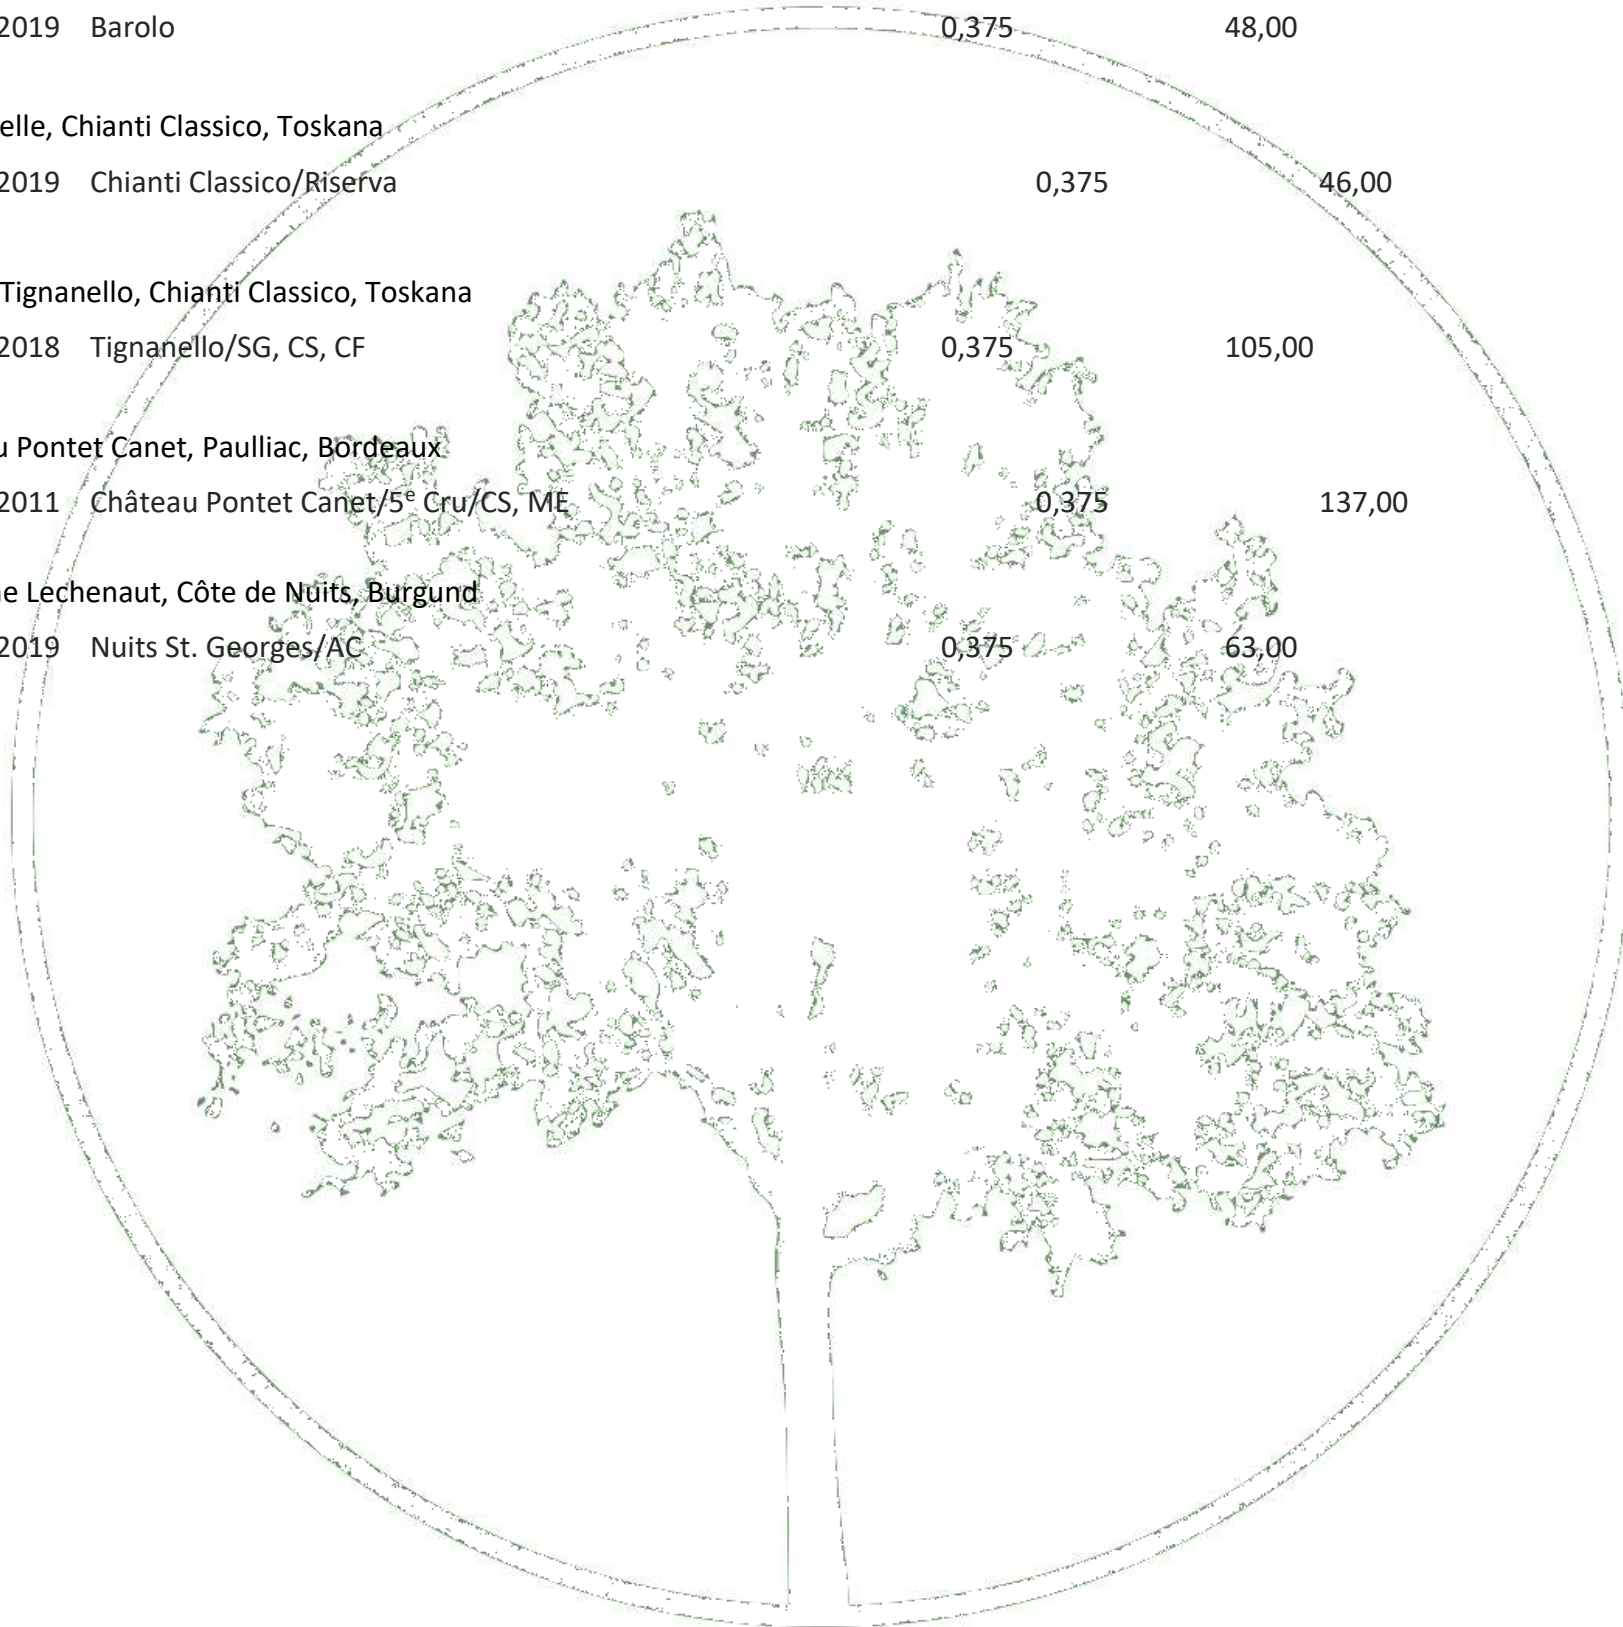 2019 Barolo 0,375 48,00
elle, Chianti Classico, Toskana
2019 Chianti Classico/Riserva 0,375 46,00
Tignanello, Chianti Classico, Toskana
2018 Tignanello/SG, CS, CF 0,375 105,00
u Pontet Canet, Paulliac, Bordeaux
2011 Château Pontet Canet/5e Cru/CS, ME 0,375 137,00
e Lechenaut, Côte de Nuits, Burgund
2019 Nuits St. Georges/AC 0,375 63,00